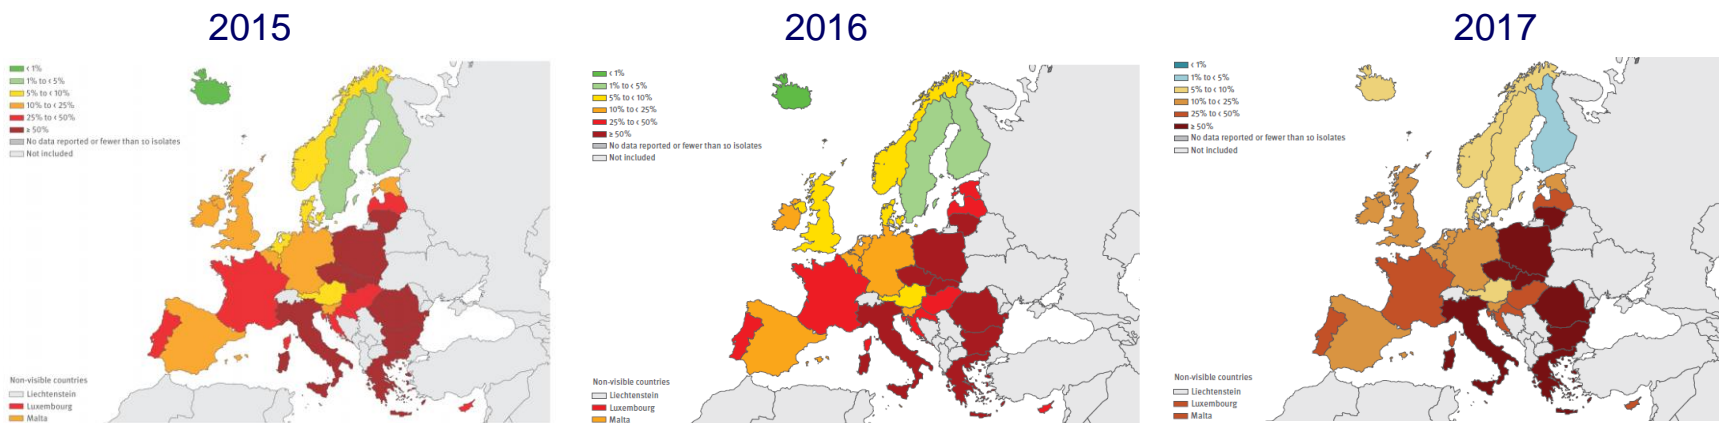 2015
< 1%
1% to < 5%
5% to < 10%
10% to < 25%
25% to < 50%
≥ 50%
No data reported or fewer than 10 isolates
Not included
Non-visible countries
Liechtenstein
Luxembourg
Malta
2016
< 1%
1% to < 5%
5% to < 10%
10% to < 25%
25% to < 50%
≥ 50%
No data reported or fewer than 10 isolates
Not included
Non-visible countries
Liechtenstein
Luxembourg
Malta
2017
< 1%
1% to < 5%
5% to < 10%
10% to < 25%
25% to < 50%
≥ 50%
No data reported or fewer than 10 isolates
Not included
Non-visible countries
Liechtenstein
Luxembourg
Malta